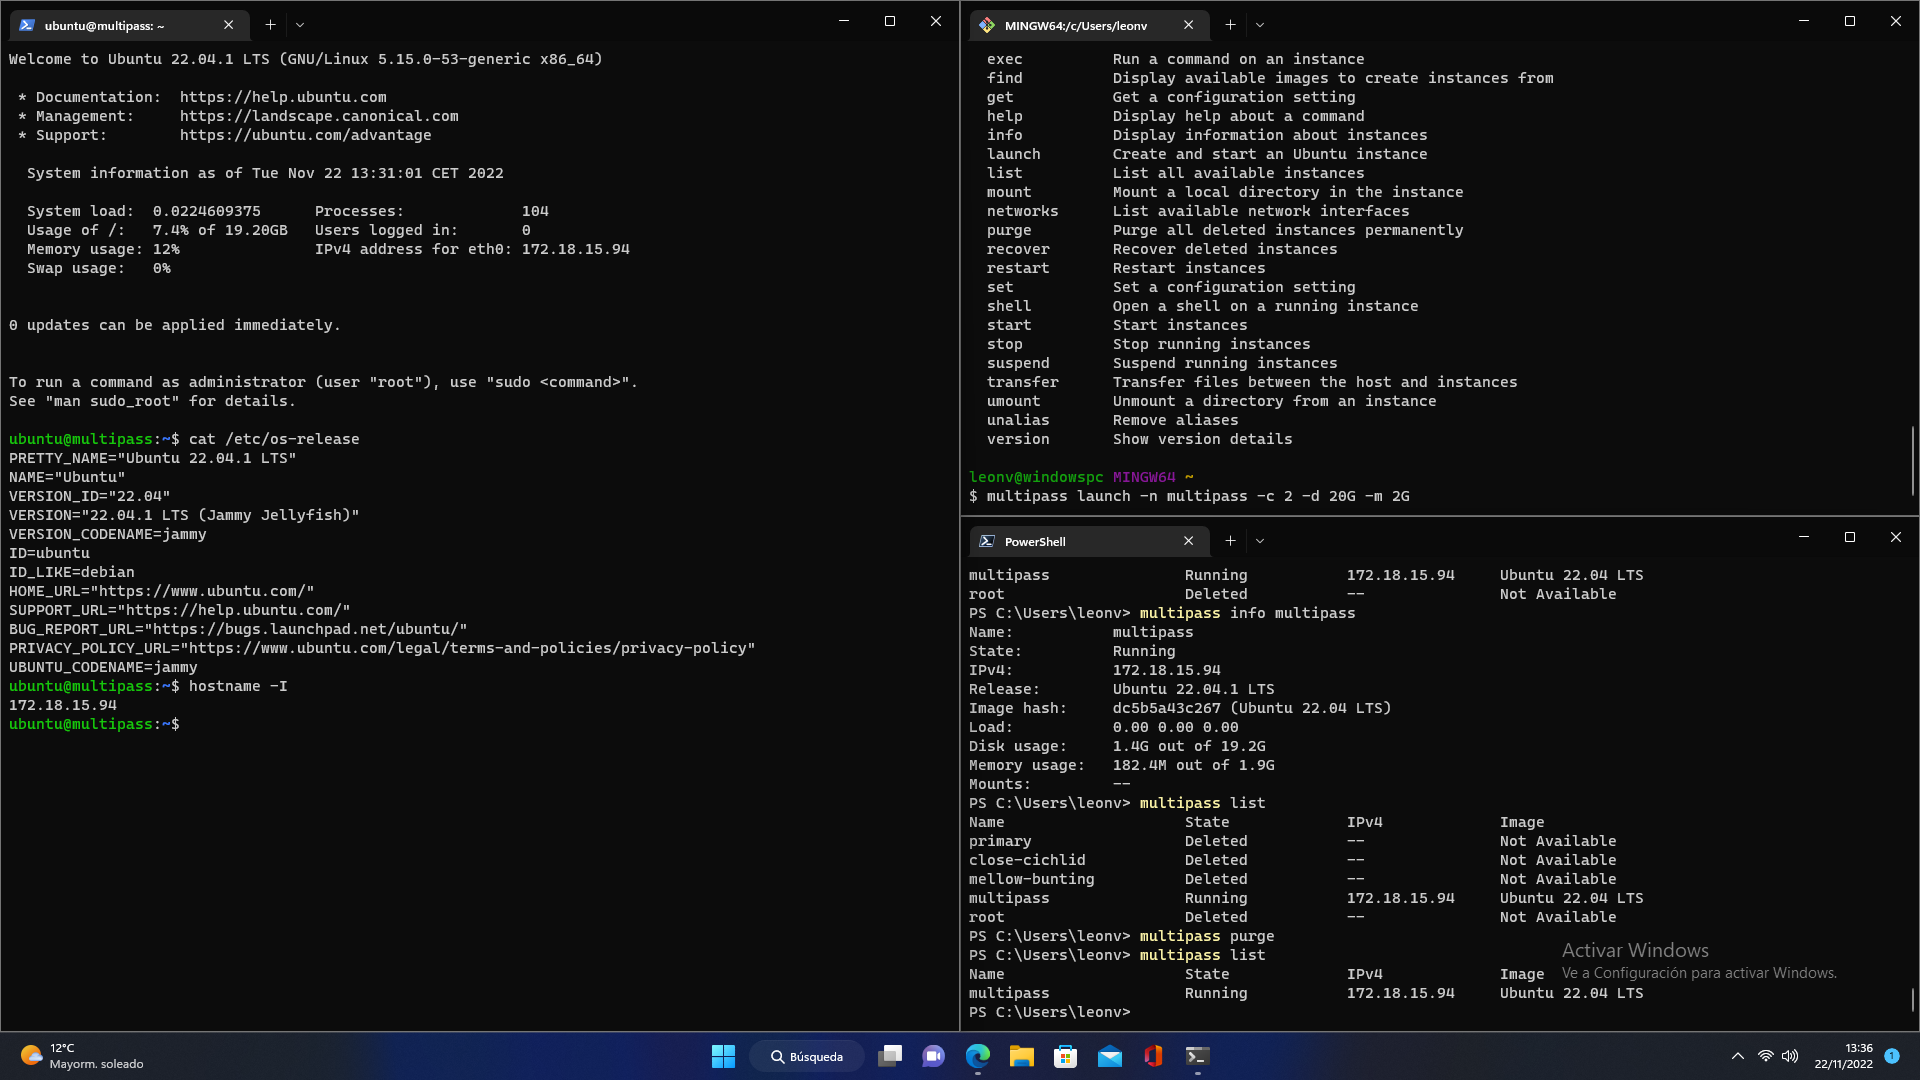 ubuntu@multipass: ~
Welcome to Ubuntu 22.04.1 LTS (GNU/Linux 5.15.0-53-generic x86_64)
* Documentation:  https://help.ubuntu.com
* Management:     https://landscape.canonical.com
* Support:        https://ubuntu.com/advantage
System information as of Tue Nov 22 13:31:01 CET 2022
System load:  0.0224609375      Processes:             104
Usage of /:   7.4% of 19.20GB   Users logged in:       0
Memory usage: 12%               IPv4 address for eth0: 172.18.15.94
Swap usage:   0%
0 updates can be applied immediately.
To run a command as administrator (user "root"), use "sudo <command>".
See "man sudo_root" for details.
ubuntu@multipass:~$ cat /etc/os-release
PRETTY_NAME="Ubuntu 22.04.1 LTS"
NAME="Ubuntu"
VERSION_ID="22.04"
VERSION="22.04.1 LTS (Jammy Jellyfish)"
VERSION_CODENAME=jammy
ID=ubuntu
ID_LIKE=debian
HOME_URL="https://www.ubuntu.com/"
SUPPORT_URL="https://help.ubuntu.com/"
BUG_REPORT_URL="https://bugs.launchpad.net/ubuntu/"
PRIVACY_POLICY_URL="https://www.ubuntu.com/legal/terms-and-policies/privacy-policy"
UBUNTU_CODENAME=jammy
ubuntu@multipass:~$ hostname -I
172.18.15.94
ubuntu@multipass:~$
MINGW64:/c/Users/leonv
exec          Run a command on an instance
find          Display available images to create instances from
get           Get a configuration setting
help          Display help about a command
info          Display information about instances
launch        Create and start an Ubuntu instance
list          List all available instances
mount         Mount a local directory in the instance
networks      List available network interfaces
purge         Purge all deleted instances permanently
recover       Recover deleted instances
restart       Restart instances
set           Set a configuration setting
shell         Open a shell on a running instance
start         Start instances
stop          Stop running instances
suspend       Suspend running instances
transfer      Transfer files between the host and instances
umount        Unmount a directory from an instance
unalias       Remove aliases
version       Show version details
leonv@windowspc MINGW64 ~
$ multipass launch -n multipass -c 2 -d 20G -m 2G
PowerShell
multipass               Running           172.18.15.94     Ubuntu 22.04 LTS
root                    Deleted           --               Not Available
PS C:\Users\leonv> multipass info multipass
Name:           multipass
State:          Running
IPv4:           172.18.15.94
Release:        Ubuntu 22.04.1 LTS
Image hash:     dc5b5a43c267 (Ubuntu 22.04 LTS)
Load:           0.00 0.00 0.00
Disk usage:     1.4G out of 19.2G
Memory usage:   182.4M out of 1.9G
Mounts:         --
PS C:\Users\leonv> multipass list
Name                    State             IPv4             Image
primary                 Deleted           --               Not Available
close-cichlid           Deleted           --               Not Available
mellow-bunting          Deleted           --               Not Available
multipass               Running           172.18.15.94     Ubuntu 22.04 LTS
root                    Deleted           --               Not Available
PS C:\Users\leonv> multipass purge
PS C:\Users\leonv> multipass list
Name                    State             IPv4             Image
multipass               Running           172.18.15.94     Ubuntu 22.04 LTS
PS C:\Users\leonv>
Activar Windows
Ve a Configuración para activar Windows.
12°C
Mayorm. soleado
Búsqueda
13:36
22/11/2022
1